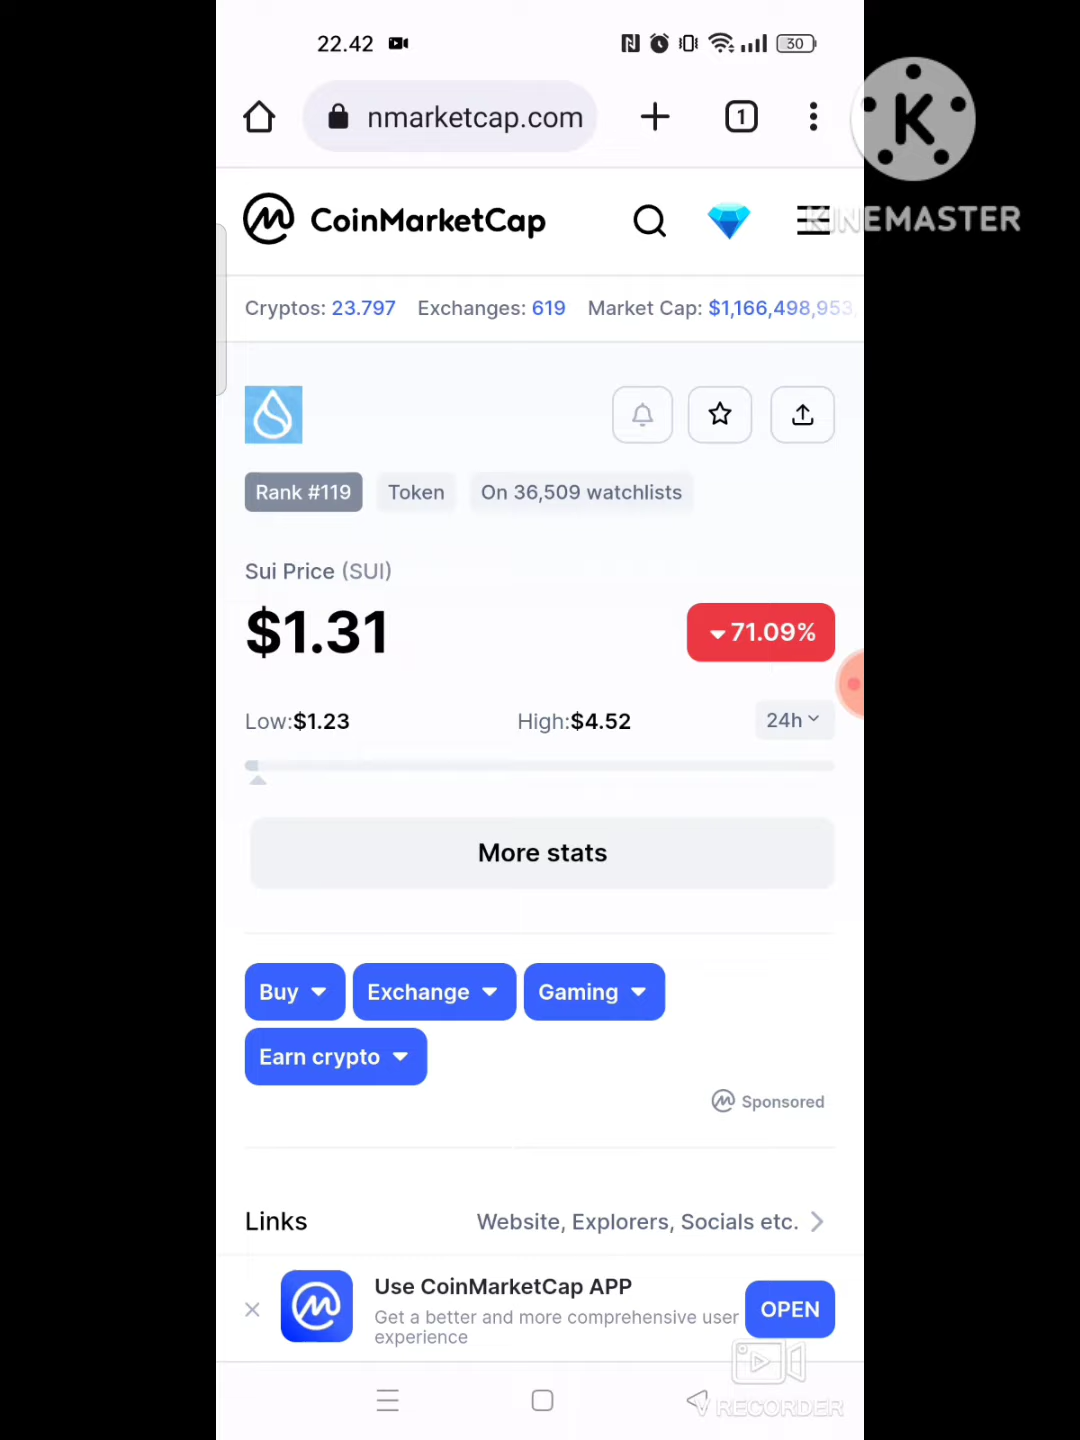 22.42
30
nmarketcap.com
1
K
KINEMASTER
CoinMarketCap
Cryptos: 23.797 Exchanges: 619 Market Cap: $1,166,498,953,
Rank #119 Token On 36,509 watchlists
Sui Price (SUI)
$1.31
71.09%
Low:$1.23 High:$4.52 24h
More stats
Buy Exchange Gaming
Earn crypto
Sponsored
Links Website, Explorers, Socials etc.
Use CoinMarketCap APP
Get a better and more comprehensive user
experience
OPEN
V RECORDER